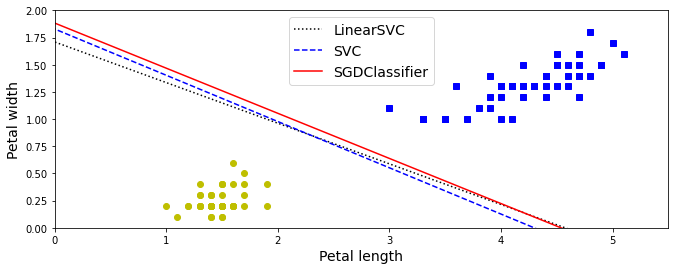 2.00
1.75
1.50
1.25
1.00
0.75
0.50
0.25
0.00
Petal width
LinearSVC
SVC
SGDClassifier
0 1 2 3 4 5
Petal length